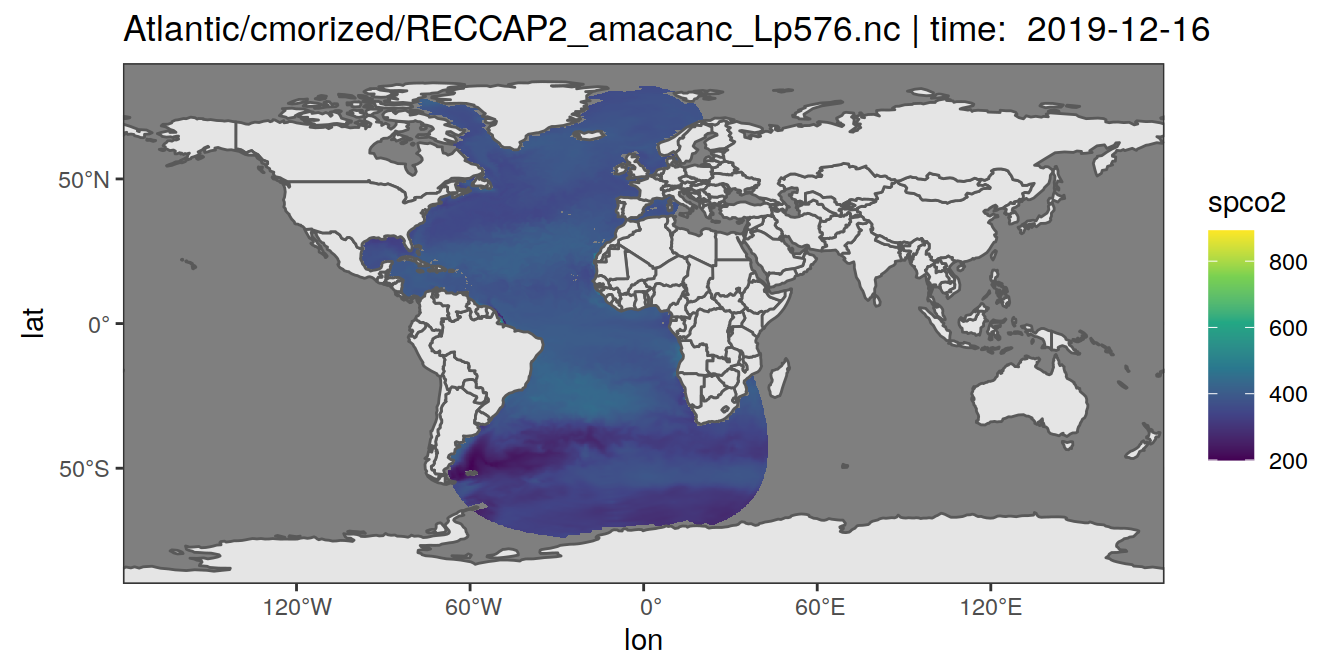 Atlantic/cmorized/RECCAP2_amacanc_Lp576.nc | time:  2019-12-16
50°N
0°
50°S
lat
120°W
60°W
0°
60°E
120°E
lon
spco2
800
600
400
200